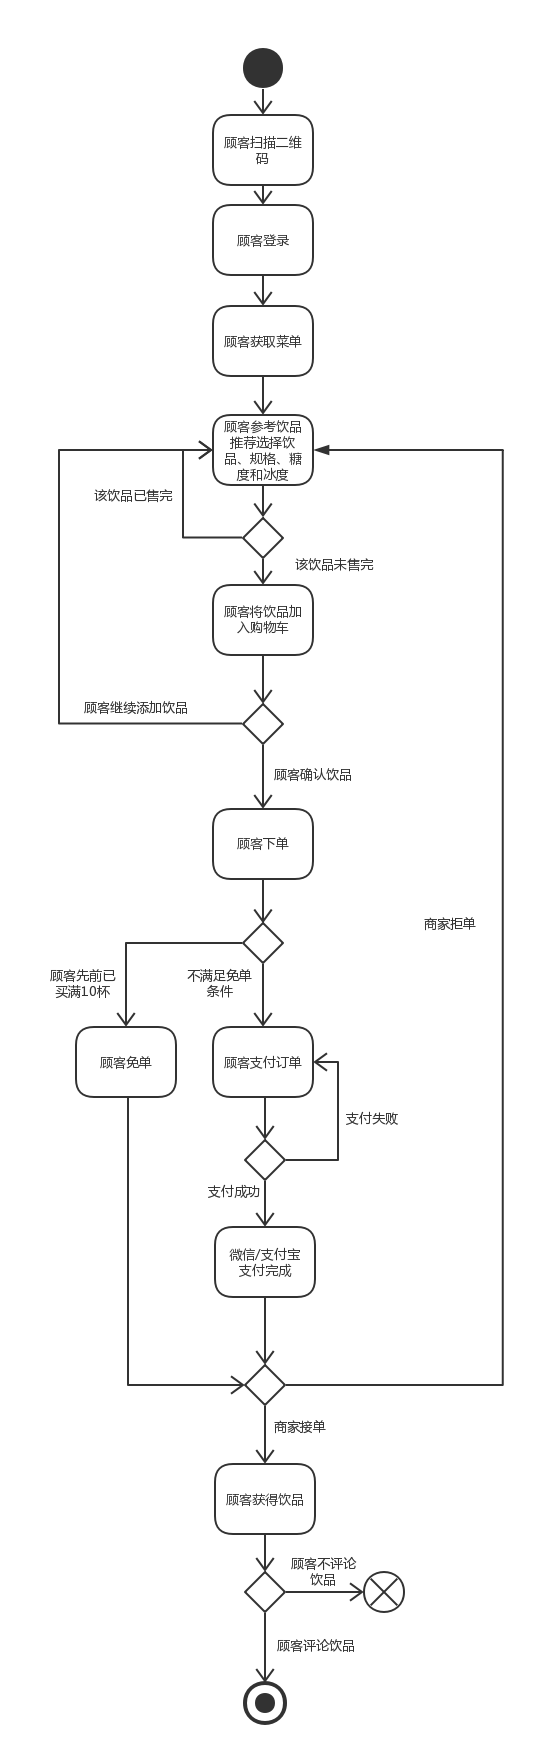 顾客扫描二维
码
顾客登录
顾客获取菜单
顾客参考饮品
推荐选择饮
品、规格、糖
度和冰度
该饮品已售完
该饮品未售完
顾客将饮品加
入购物车
顾客继续添加饮品
顾客确认饮品
顾客下单
商家拒单
顾客先前已
买满10杯
不满足免单
条件
顾客免单
顾客支付订单
支付失败
支付成功
微信/支付宝
支付完成
商家接单
顾客获得饮品
顾客不评论
饮品
顾客评论饮品